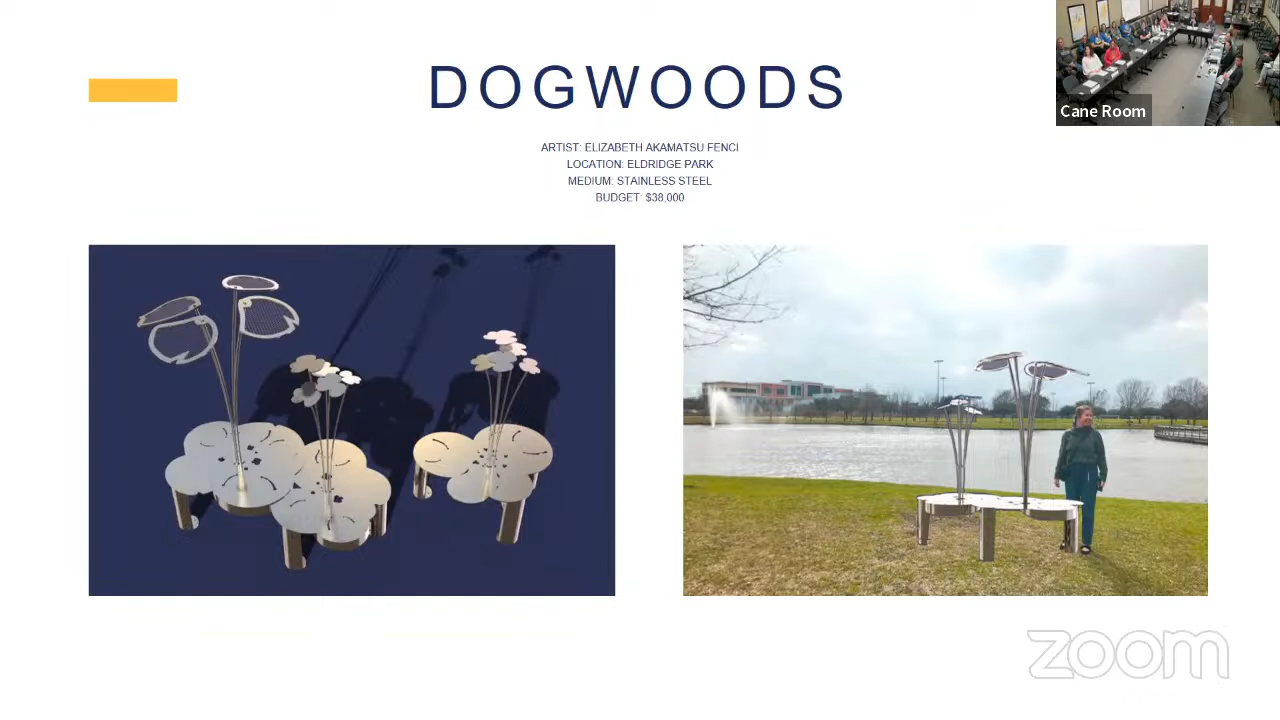 DOGWOODS
ARTIST: ELIZABETH AKAMATSU FENCI
LOCATION: ELDRIDGE PARK
MEDIUM: STAINLESS STEEL
BUDGET: $38,000
Cane Room
zoom